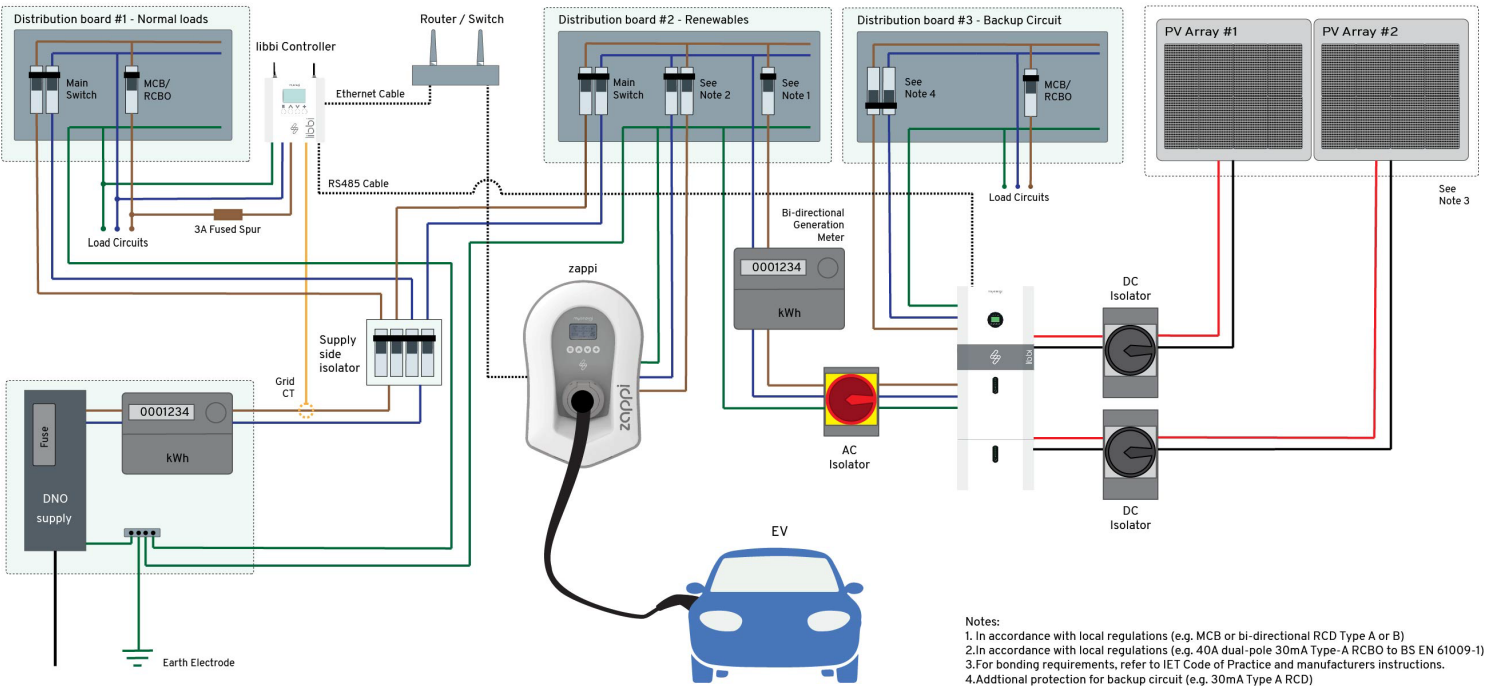 Distribution board #1 - Normal loads
Main
Switch
MCB/
RCBO
libbi Controller
libbi
Router / Switch
Ethernet Cable
RS485 Cable
3A Fused Spur
Load Circuits
Distribution board #2 - Renewables
Main
Switch
See
Note 2
See
Note 1
Distribution board #3 - Backup Circuit
See
Note 4
MCB/
RCBO
Load Circuits
PV Array #1
PV Array #2
See
Note 3
Bi-directional
Generation
Meter
0001234
kWh
zappi
zappi
Supply
side
isolator
Grid
CT
Fuse
DNO
supply
0001234
kWh
AC
Isolator
libbi
DC
Isolator
DC
Isolator
EV
Earth Electrode
Notes:
1. In accordance with local regulations (e.g. MCB or bi-directional RCD Type A or B)
2.In accordance with local regulations (e.g. 40A dual-pole 30mA Type-A RCBO to BS EN 61009-1)
3.For bonding requirements, refer to IET Code of Practice and manufacturers instructions.
4.Addtional protection for backup circuit (e.g. 30mA Type A RCD)